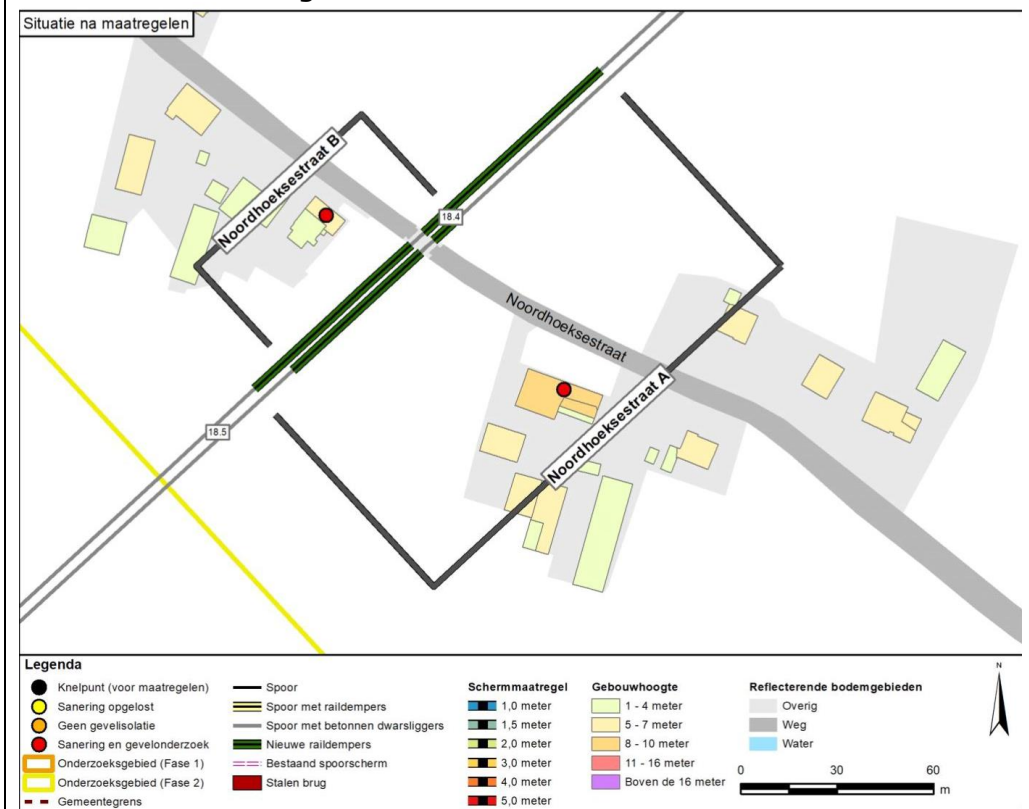 Situatie na maatregelen
Noordhoeksestraat B
18.4
Noordhoeksestraat
Noordhoeksestraat A
18.5
Legenda
Knelpunt (voor maatregelen)
Sanering opgelost
Geen gevelisolatie
Sanering en gevelonderzoek
Onderzoeksgebied (Fase 1)
Onderzoeksgebied (Fase 2)
Gemeentegrens
Spoor
Spoor met raildempers
Spoor met betonnen dwarsliggers
Nieuwe raildempers
Bestaand spoorscherm
Stalen brug
Schermmaatregel
1,0 meter
1,5 meter
2,0 meter
3,0 meter
4,0 meter
5,0 meter
Gebouwhoogte
1 - 4 meter
5 - 7 meter
8 - 10 meter
11 - 16 meter
Boven de 16 meter
Reflecterende bodemgebieden
Overig
Weg
Water
N
0 30 60
m